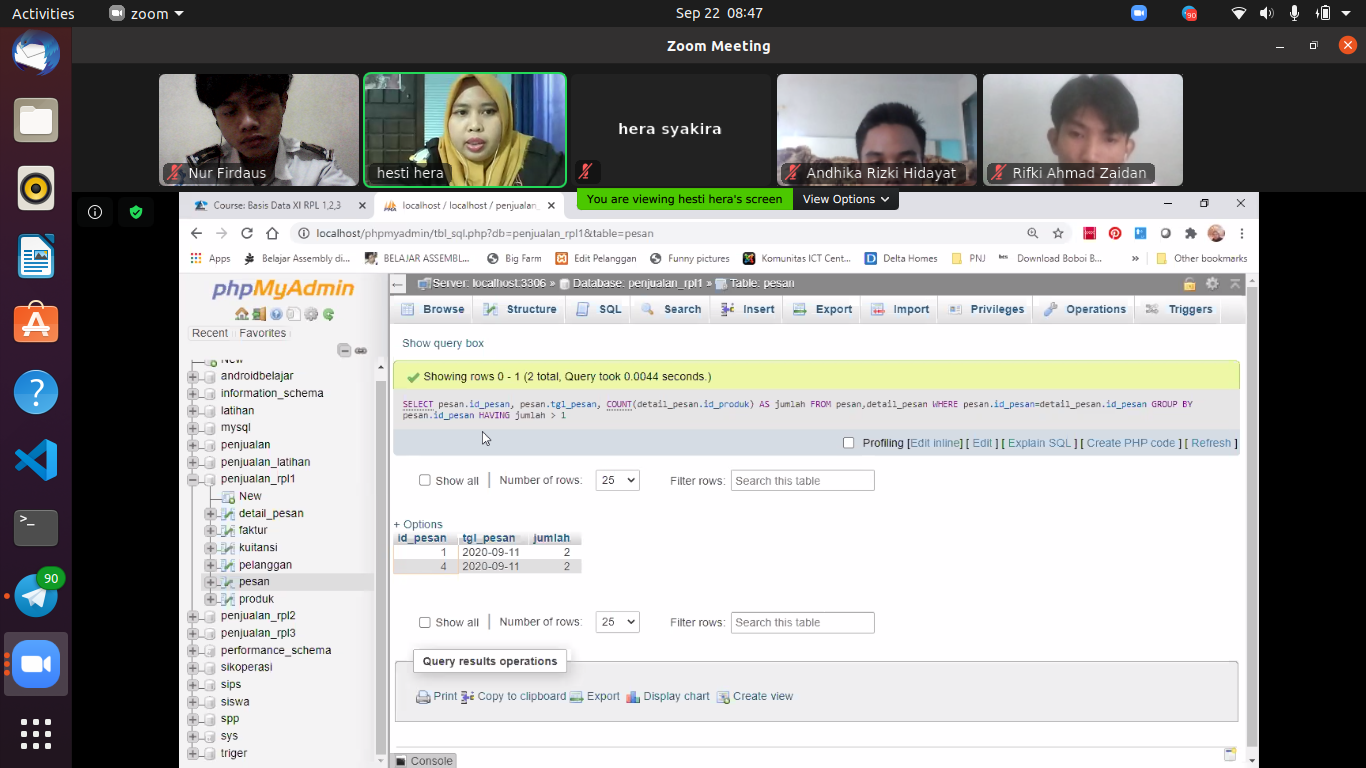 Activities
zoom
Sep 22 08:47
90
Zoom Meeting
Nur Firdaus
hesti hera
hera syakira
Andhika Rizki Hidayat
Rifki Ahmad Zaidan
You are viewing hesti hera's screen
View Options
Course: Basis Data XI RPL 1,2,3
localhost / localhost / penjualan_
localhost/phpmyadmin/tbl_sql.php?db=penjualan_rpl1&table=pesan
Apps
Belajar Assembly di...
BELAJAR ASSEMBL...
Big Farm
Edit Pelanggan
Funny pictures
Komunitas ICT Cent...
Delta Homes
PNJ
Download Boboi B...
»
Other bookmarks
phpMyAdmin
Recent
Favorites
New
androidbelajar
information_schema
latihan
mysql
penjualan
penjualan_latihan
penjualan_rpl1
New
detail_pesan
faktur
kuitansi
pelanggan
pesan
produk
penjualan_rpl2
penjualan_rpl3
performance_schema
sikoperasi
sips
siswa
spp
sys
triger
Server: localhost:3306 » Database: penjualan_rpl1 » Table: pesan
Browse
Structure
SQL
Search
Insert
Export
Import
Privileges
Operations
Triggers
Show query box
Showing rows 0 - 1 (2 total, Query took 0.0044 seconds.)
SELECT pesan.id_pesan, pesan.tgl_pesan, COUNT(detail_pesan.id_produk) AS jumlah FROM pesan,detail_pesan WHERE pesan.id_pesan=detail_pesan.id_pesan GROUP BY
pesan.id_pesan HAVING jumlah > 1
Profiling [Edit inline] [ Edit ] [ Explain SQL ] [ Create PHP code ] [ Refresh ]
Show all
Number of rows: 25
Filter rows: Search this table
+ Options
id_pesan tgl_pesan jumlah
1 2020-09-11 2
4 2020-09-11 2
Show all
Number of rows: 25
Filter rows: Search this table
Query results operations
Print
Copy to clipboard
Export
Display chart
Create view
Console
90